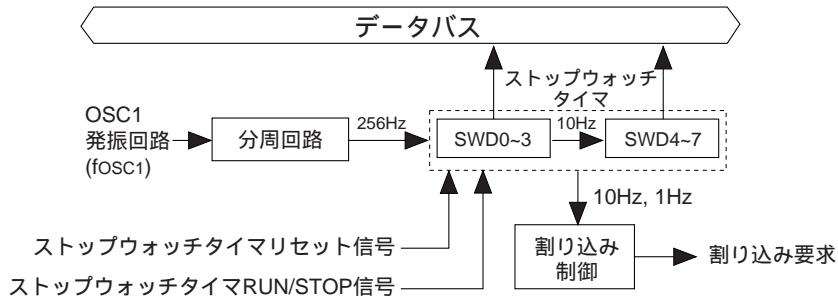 データバス
ストップウォッチ
タイマ
OSC1
発振回路
(fOSC1)
分周回路
256Hz
SWD0~3
10Hz
SWD4~7
10Hz, 1Hz
ストップウォッチタイマリセット信号
ストップウォッチタイマRUN/STOP信号
割り込み
制御
割り込み要求